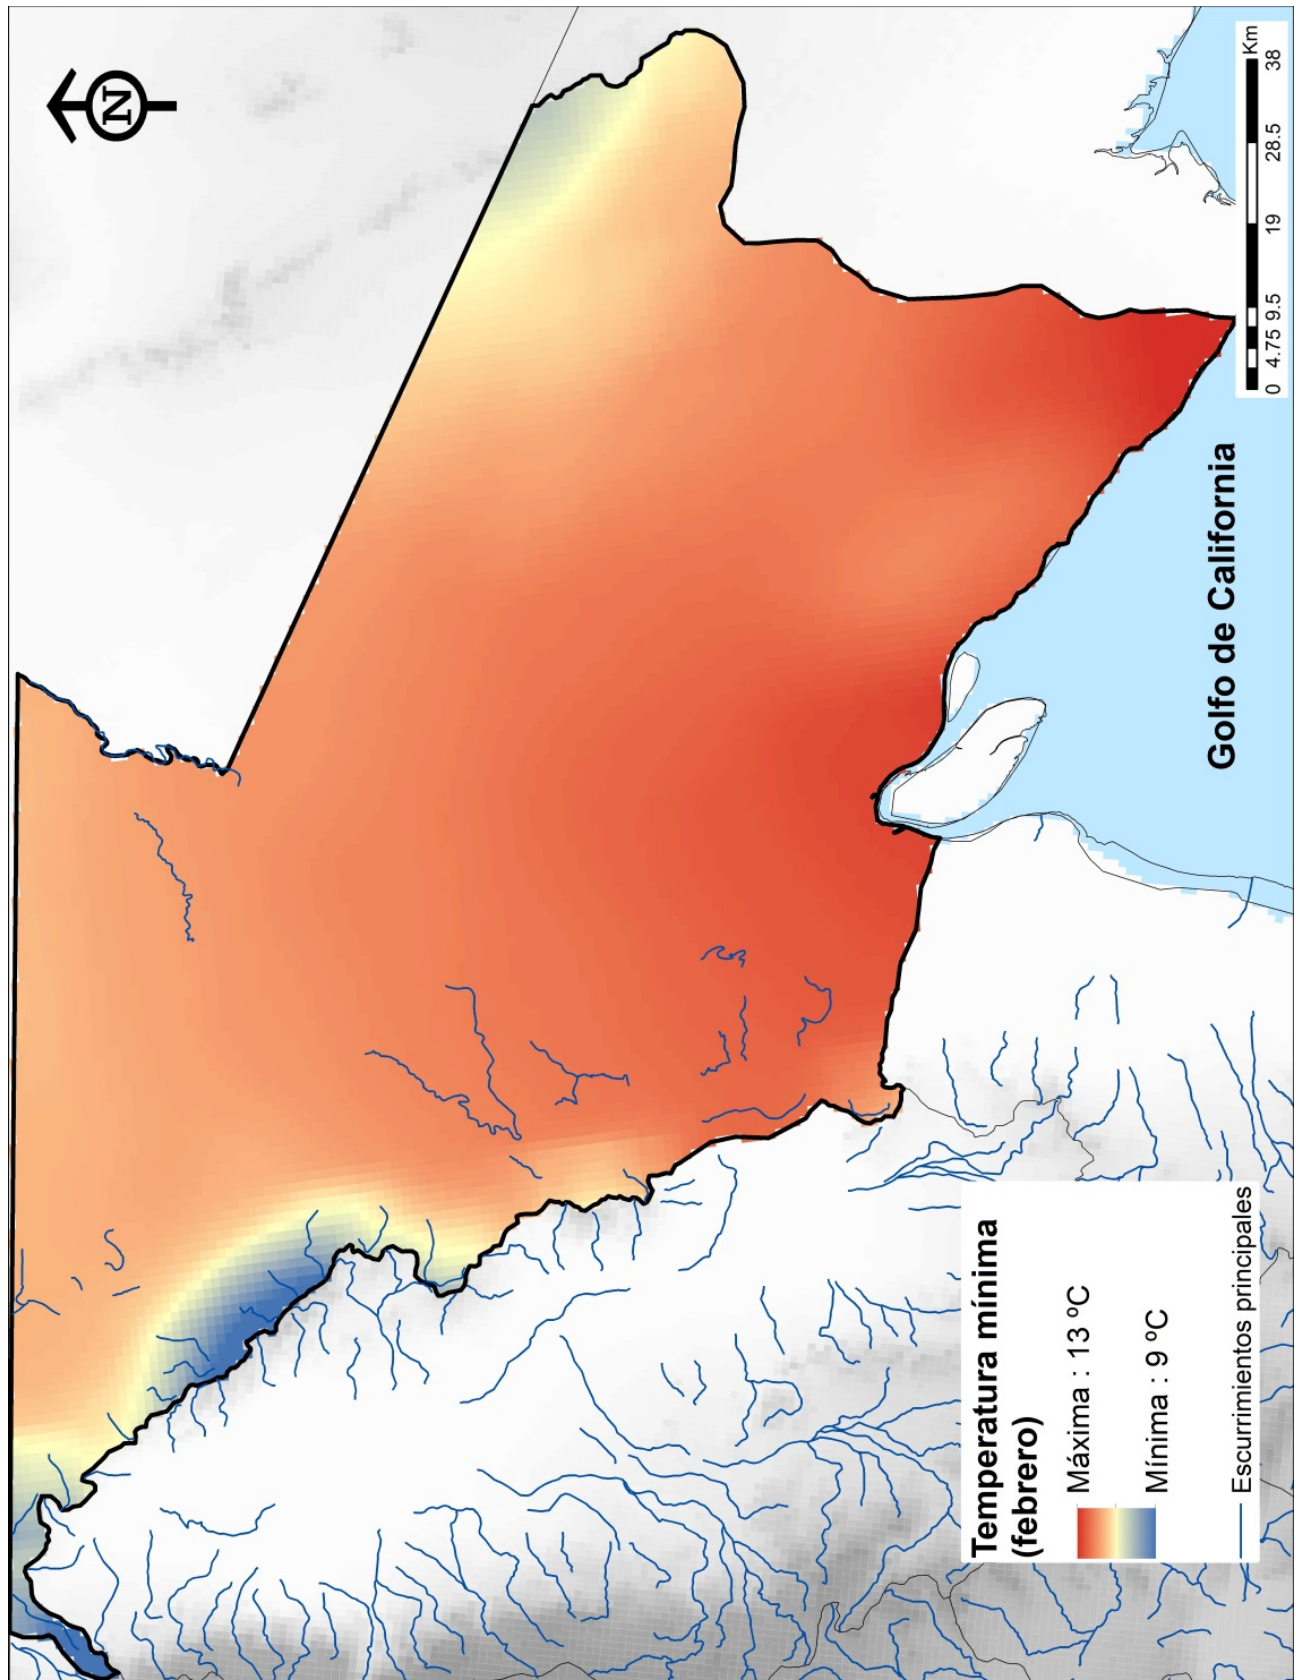 N
Km
0 4.75 9.5 19 28.5 38
Golfo de California
Temperatura mínima
(febrero)
Máxima : 13 ºC
Mínima : 9 ºC
Escurrimientos principales